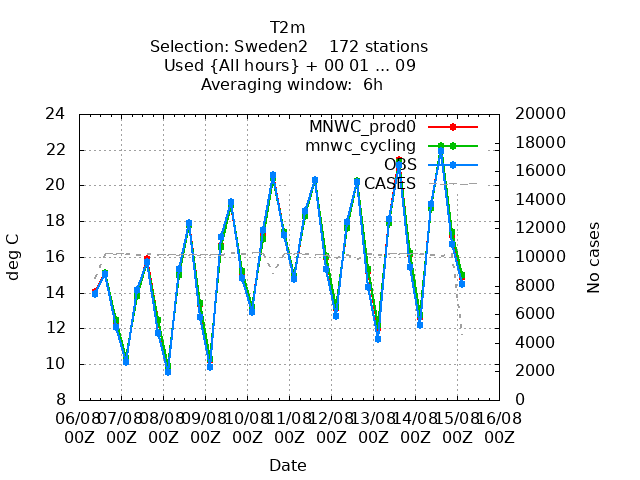 T2m
Selection: Sweden2    172 stations
Used {All hours} + 00 01 ... 09
Averaging window:  6h
24 20000
MNWC_prod0
22 18000
mnwc_cycling
OBS
20 16000
CASES
18 14000
16 12000
10000
14 8000
12 6000
4000
10 2000
8 0
deg C
No cases
06/08 07/08 08/08 09/08 10/08 11/08 12/08 13/08 14/08 15/08 16/08
00Z 00Z 00Z 00Z 00Z 00Z 00Z 00Z 00Z 00Z 00Z
Date